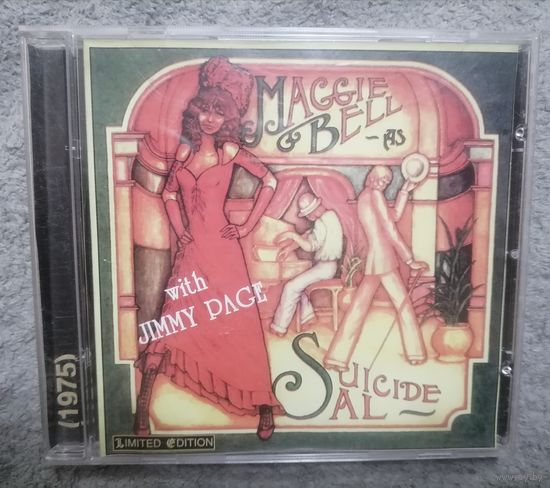 MAGGIE
BELL
AS
SUICIDE
SAL
with
JIMMY PAGE
(1975)
LIMITED EDITION